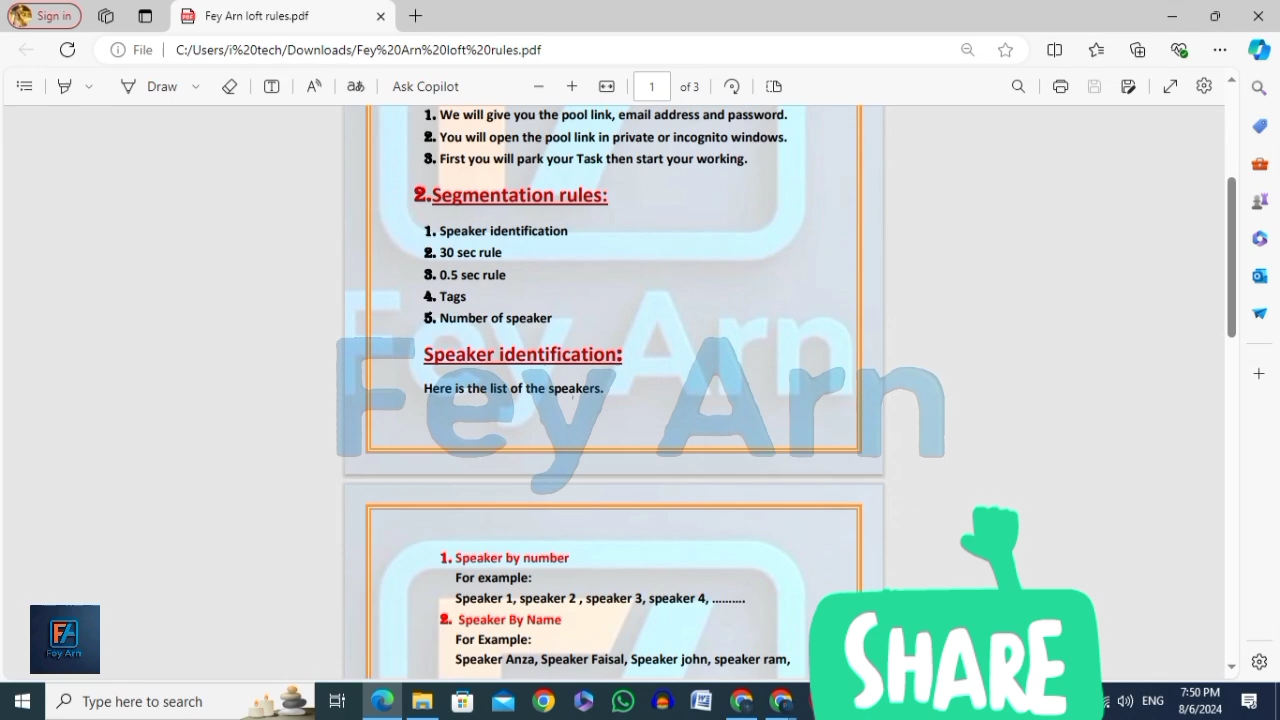 Sign in
Fey Arn loft rules.pdf
File
C:/Users/i%20tech/Downloads/Fey%20Arn%20loft%20rules.pdf
Draw
Ask Copilot
1
of 3
1. We will give you the pool link, email address and password.
2. You will open the pool link in private or incognito windows.
3. First you will park your Task then start your working.
2.Segmentation rules:
1. Speaker identification
2. 30 sec rule
3. 0.5 sec rule
4. Tags
5. Number of speaker
Fey Arn
Speaker identification:
Here is the list of the speakers.
Fey Arn
1. Speaker by number
For example:
Speaker 1, speaker 2 , speaker 3, speaker 4, ..........
2. Speaker By Name
For Example:
Speaker Anza, Speaker Faisal, Speaker john, speaker ram,
FA
Fey Arn
SHARE
Type here to search
ENG
7:50 PM
8/6/2024